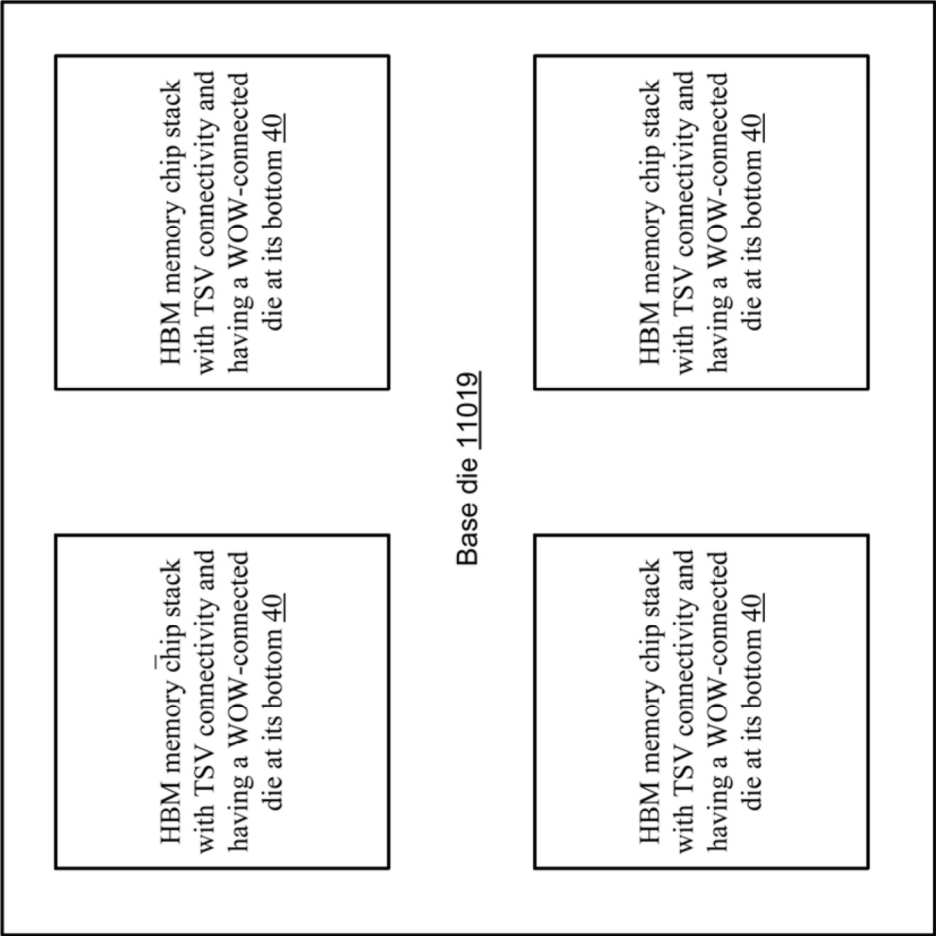 HBM memory chip stack
with TSV connectivity and
having a WOW-connected
die at its bottom 40
HBM memory chip stack
with TSV connectivity and
having a WOW-connected
die at its bottom 40
Base die 11019
HBM memory chip stack
with TSV connectivity and
having a WOW-connected
die at its bottom 40
HBM memory chip stack
with TSV connectivity and
having a WOW-connected
die at its bottom 40